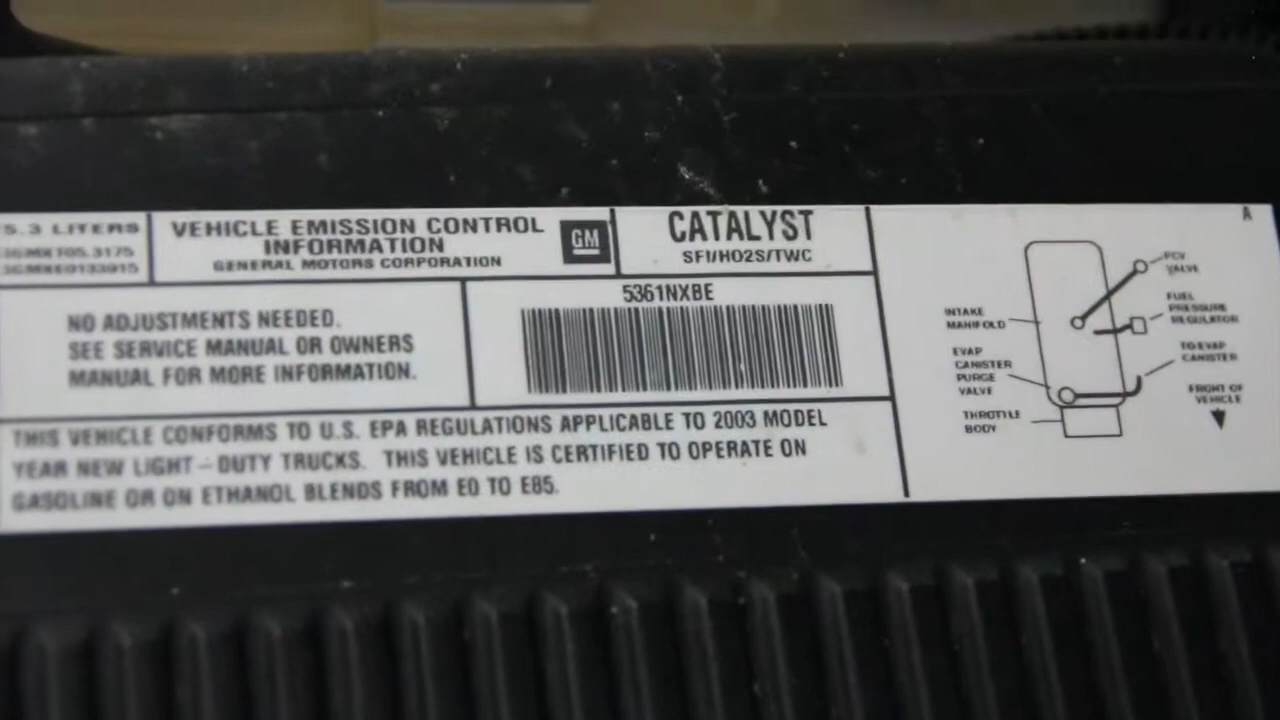 5.3 LITERS
VEHICLE EMISSION CONTROL
INFORMATION
GENERAL MOTORS CORPORATION
GM
CATALYST
SFI/HO2S/TWC
A
NO ADJUSTMENTS NEEDED.
SEE SERVICE MANUAL OR OWNERS
MANUAL FOR MORE INFORMATION.
5361NXBE
THIS VEHICLE CONFORMS TO U.S. EPA REGULATIONS APPLICABLE TO 2003 MODEL
YEAR NEW LIGHT-DUTY TRUCKS. THIS VEHICLE IS CERTIFIED TO OPERATE ON
GASOLINE OR ON ETHANOL BLENDS FROM E0 TO E85.
INTAKE
MANIFOLD
EVAP
CANISTER
PURGE
VALVE
THROTTLE
BODY
PCV
VALVE
FUEL
PRESSURE
REGULATOR
TO EVAP
CANISTER
FRONT OF
VEHICLE